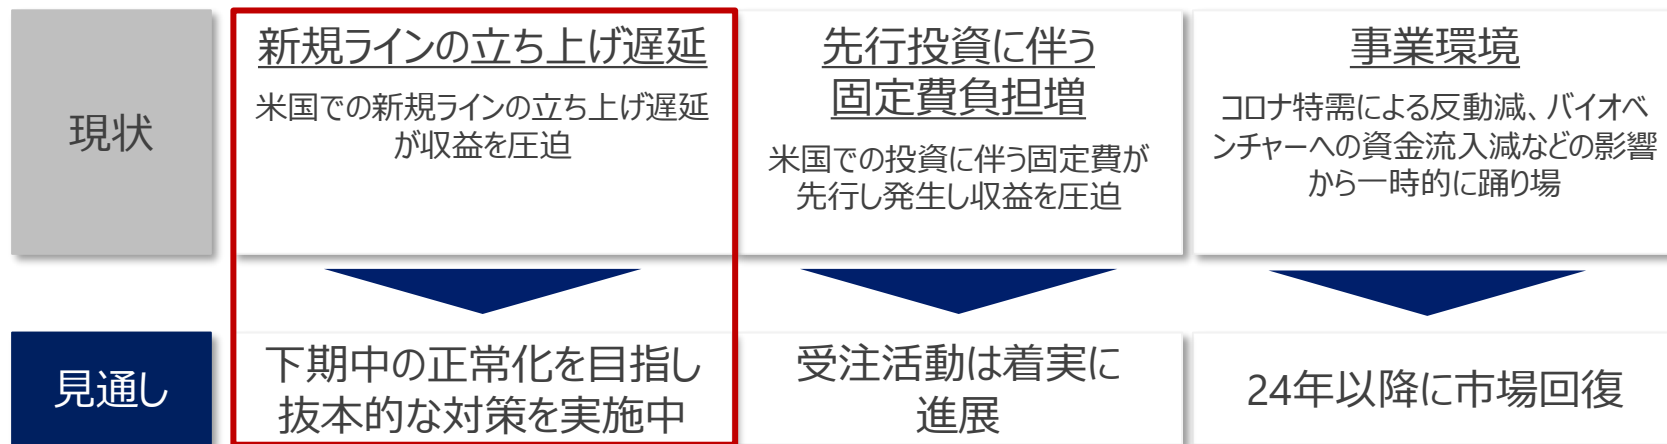 現状
新規ラインの立ち上げ遅延
米国での新規ラインの立ち上げ遅延
が収益を圧迫
先行投資に伴う
固定費負担増
米国での投資に伴う固定費が
先行し発生し収益を圧迫
事業環境
コロナ特需による反動減、バイオベ
ンチャーへの資金流入減などの影響
から一時的に踊り場
見通し
下期中の正常化を目指し
抜本的な対策を実施中
受注活動は着実に
進展
24年以降に市場回復